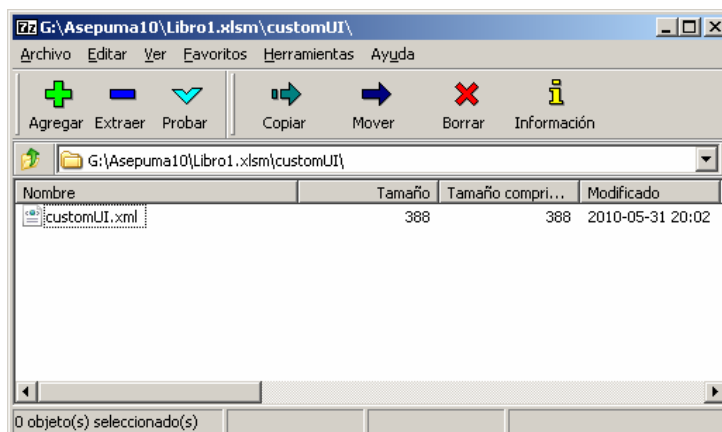 7z G:\Asepuma10\Libro1.xlsm\customUI\
Archivo Editar Ver Favoritos Herramientas Ayuda
Agregar Extraer Probar Copiar Mover Borrar Información
G:\Asepuma10\Libro1.xlsm\customUI\
Nombre Tamaño Tamaño compri... Modificado
customUI.xml 388 388 2010-05-31 20:02
0 objeto(s) seleccionado(s)